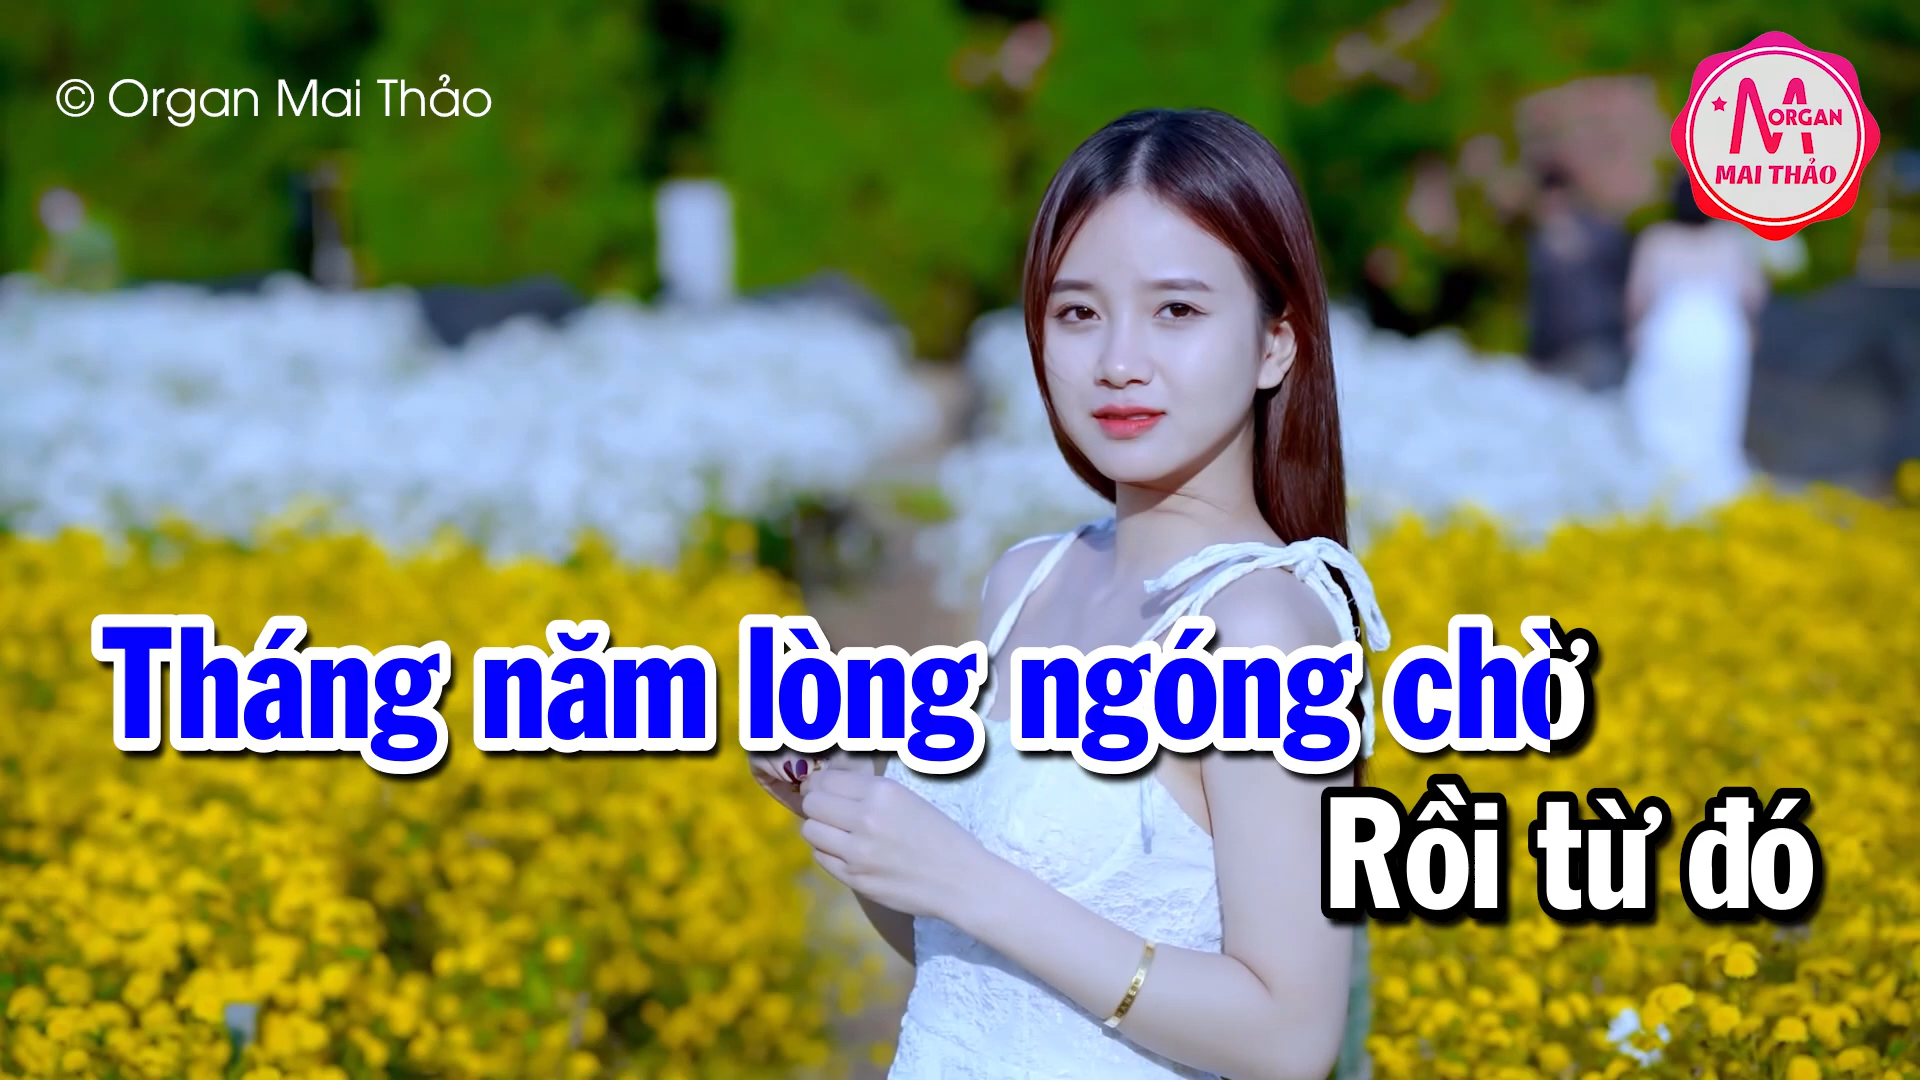 © Organ Mai Thảo
M ORGAN
MAI THẢO
Tháng năm lòng ngóng chờ
Rồi từ đó